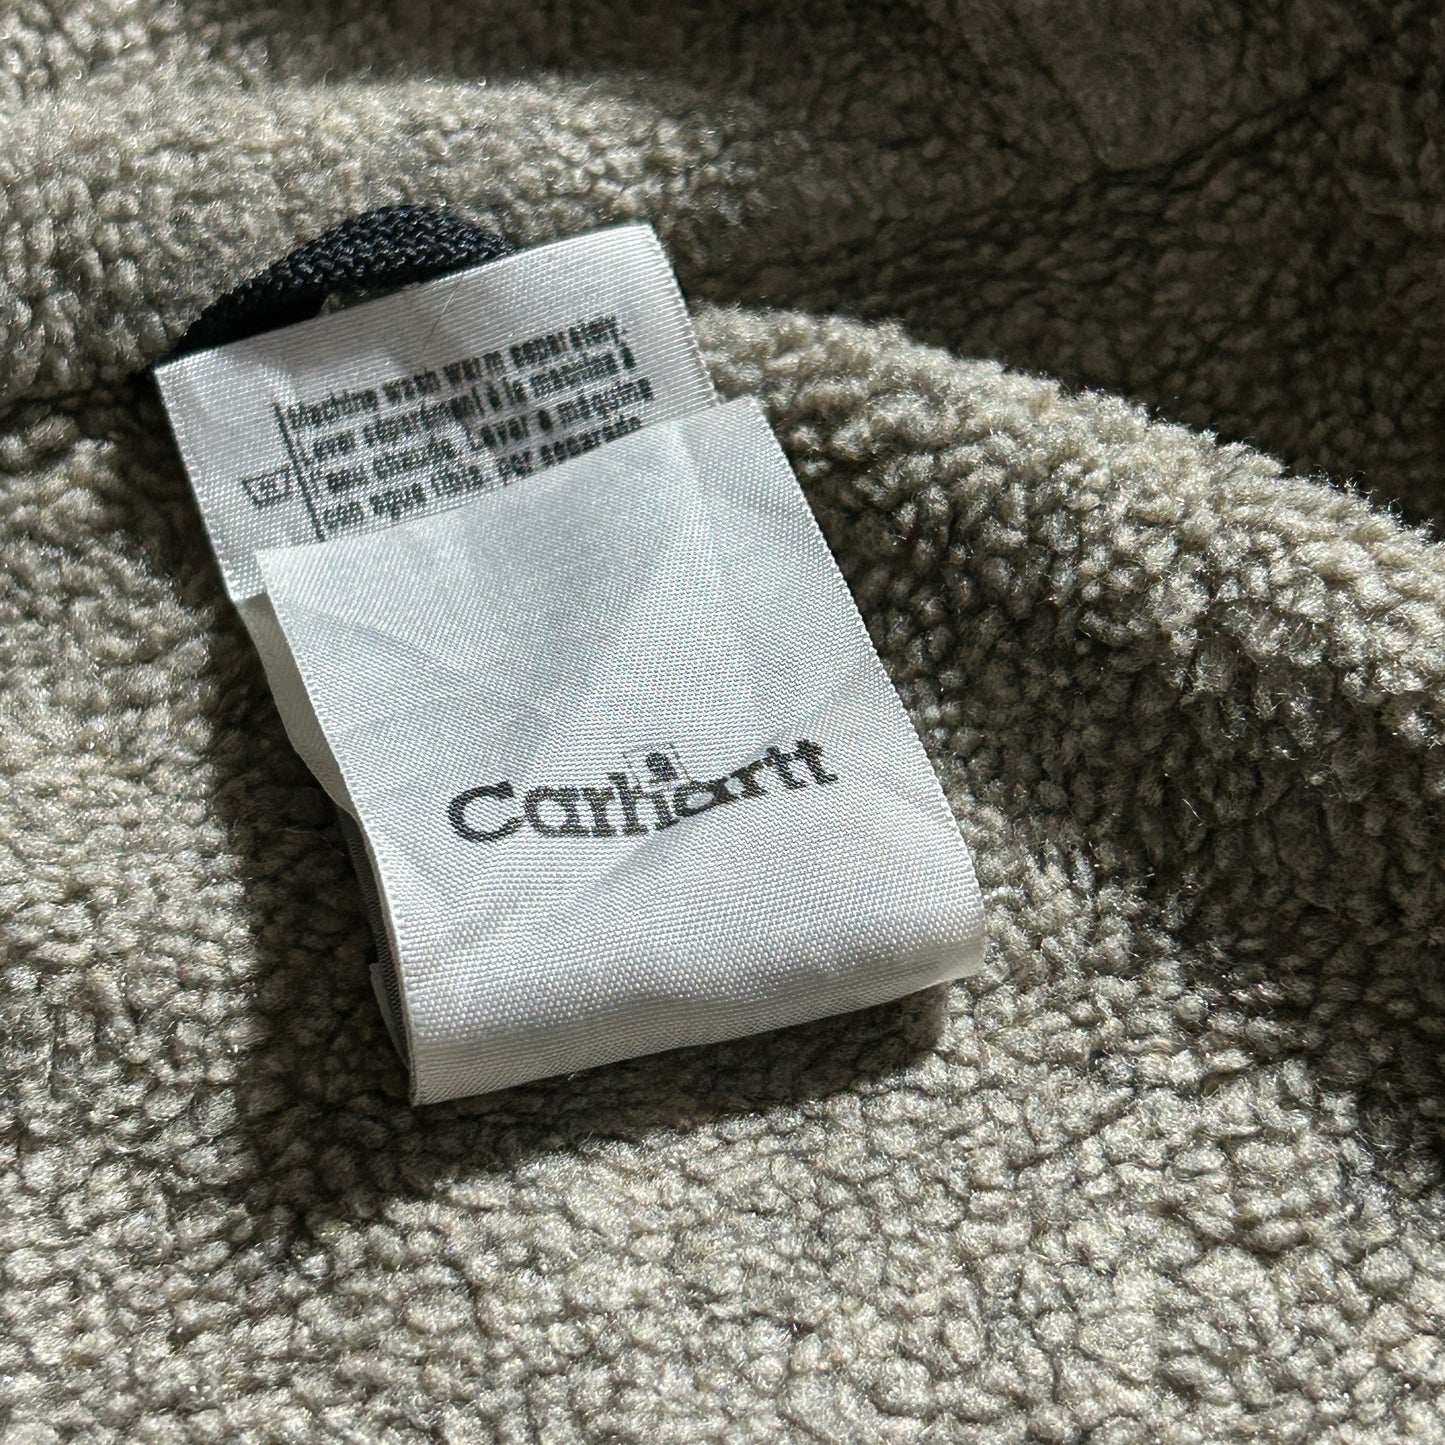 Machine wash warm separately.
Laver séparément à la machine à
l'eau chaude. Lavar a máquina
con agua tibia. Por separado
Carhartt